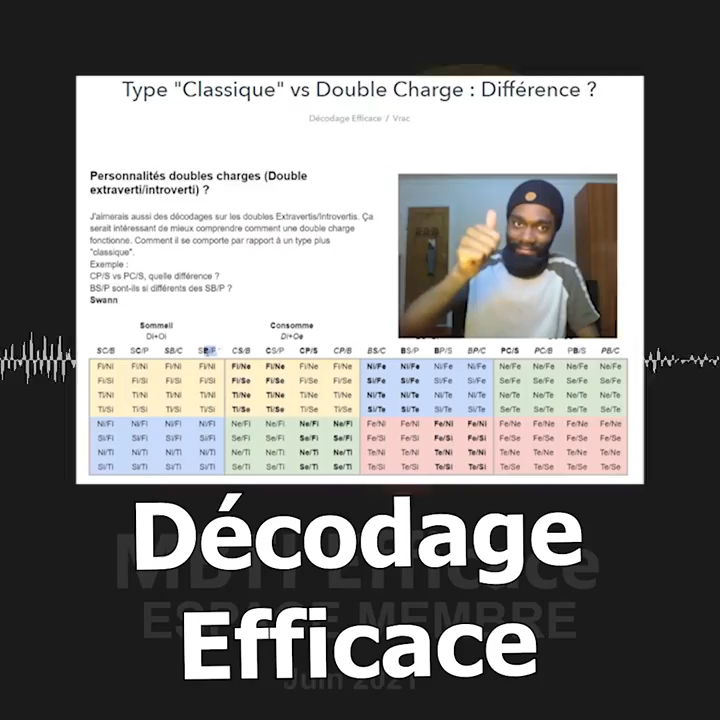 Type "Classique" vs Double Charge : Différence ?
Décodage Efficace / Vrac
Personnalités doubles charges (Double
extraverti/introverti) ?
J'aimerais aussi des décodages sur les doubles Extravertis/Introvertis. Ça
serait intéressant de mieux comprendre comment une double charge
fonctionne. Comment il se comporte par rapport à un type plus
"classique".
Exemple :
CP/S vs PC/S, quelle différence ?
BS/P sont-ils si différents des SB/P ?
Swann
Sommeil Consomme
Di+Oi Di+Oe
SC/B SC/P SB/C SB/P CS/B CS/P CP/S CP/B BS/C BS/P BP/S BP/C PC/S PC/B PB/S PB/C
Fi/Ni Fi/Ni Fi/Ni Fi/Ni Fi/Ne Fi/Ne Fi/Ne Fi/Ne Ni/Fe Ni/Fe Ni/Fe Ni/Fe Ne/Fe Ne/Fe Ne/Fe Ne/Fe
Fi/Si Fi/Si Fi/Si Fi/Si Fi/Se Fi/Se Fi/Se Fi/Se Si/Fe Si/Fe Si/Fe Si/Fe Se/Fe Se/Fe Se/Fe Se/Fe
Ti/Ni Ti/Ni Ti/Ni Ti/Ni Ti/Ne Ti/Ne Ti/Ne Ti/Ne Ni/Te Ni/Te Ni/Te Ni/Te Ne/Te Ne/Te Ne/Te Ne/Te
Ti/Si Ti/Si Ti/Si Ti/Si Ti/Se Ti/Se Ti/Se Ti/Se Si/Te Si/Te Si/Te Si/Te Se/Te Se/Te Se/Te Se/Te
Ni/Fi Ni/Fi Ni/Fi Ni/Fi Ne/Fi Ne/Fi Ne/Fi Ne/Fi Fe/Ni Fe/Ni Fe/Ni Fe/Ni Fe/Ne Fe/Ne Fe/Ne Fe/Ne
Si/Fi Si/Fi Si/Fi Si/Fi Se/Fi Se/Fi Se/Fi Se/Fi Fe/Si Fe/Si Fe/Si Fe/Si Fe/Se Fe/Se Fe/Se Fe/Se
Ni/Ti Ni/Ti Ni/Ti Ni/Ti Ne/Ti Ne/Ti Ne/Ti Ne/Ti Te/Ni Te/Ni Te/Ni Te/Ni Te/Ne Te/Ne Te/Ne Te/Ne
Si/Ti Si/Ti Si/Ti Si/Ti Se/Ti Se/Ti Se/Ti Se/Ti Te/Si Te/Si Te/Si Te/Si Te/Se Te/Se Te/Se Te/Se
Décodage
MBTI Efficace
ESPACE MEMBRE
Efficace
Juin 2021